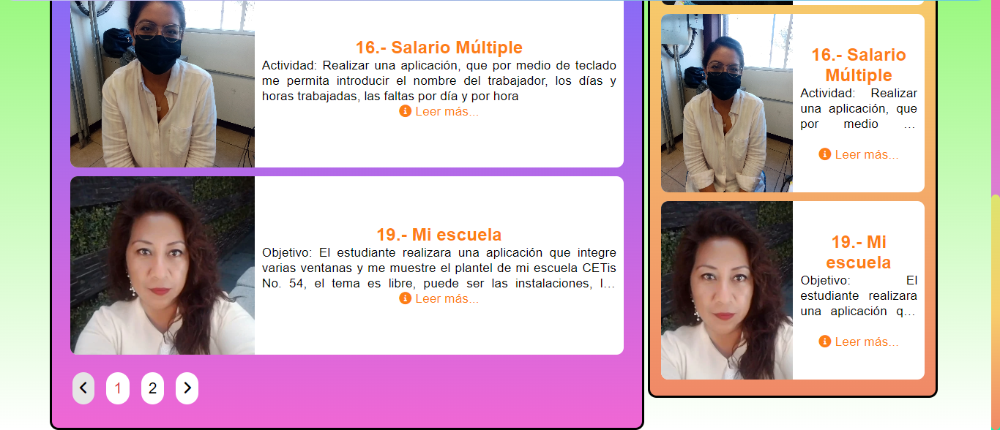 16.- Salario Múltiple
Actividad: Realizar una aplicación, que por medio de teclado
me permita introducir el nombre del trabajador, los días y
horas trabajadas, las faltas por día y por hora
Leer más...
19.- Mi escuela
Objetivo: El estudiante realizara una aplicación que integre
varias ventanas y me muestre el plantel de mi escuela CETis
No. 54, el tema es libre, puede ser las instalaciones, l...
Leer más...
1
2
16.- Salario
Múltiple
Actividad: Realizar
una aplicación, que
por medio ...
Leer más...
19.- Mi
escuela
Objetivo: El
estudiante realizara
una aplicación q...
Leer más...